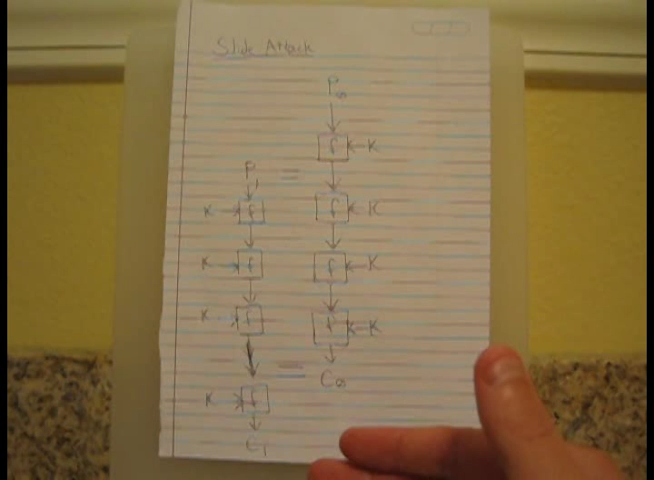 Slide Attack
P0
f K
P1 =
K f f K
K f f K
K f f K
= C0
K f
C1